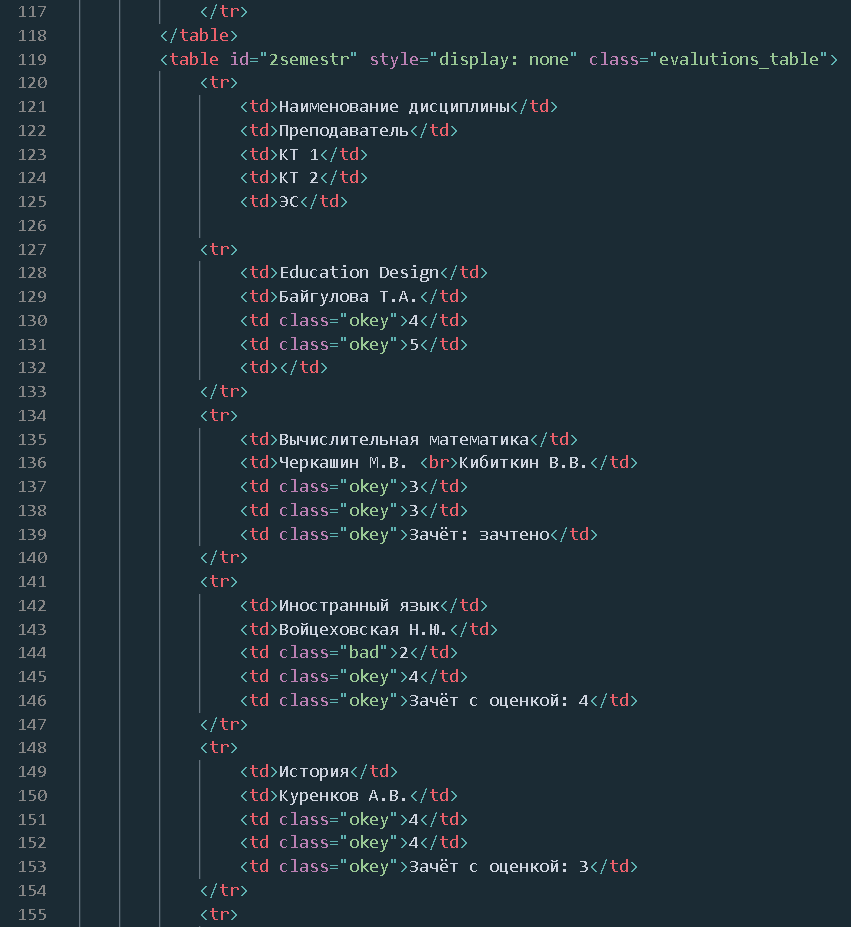 117 </tr>
118 </table>
119 <table id="2semestr" style="display: none" class="evalutions_table">
120 <tr>
121 <td>Наименование дисциплины</td>
122 <td>Преподаватель</td>
123 <td>КТ 1</td>
124 <td>КТ 2</td>
125 <td>ЭС</td>
126
127 <tr>
128 <td>Education Design</td>
129 <td>Байгулова Т.А.</td>
130 <td class="okey">4</td>
131 <td class="okey">5</td>
132 <td></td>
133 </tr>
134 <tr>
135 <td>Вычислительная математика</td>
136 <td>Черкашин М.В. <br>Кибиткин В.В.</td>
137 <td class="okey">3</td>
138 <td class="okey">3</td>
139 <td class="okey">Зачёт: зачтено</td>
140 </tr>
141 <tr>
142 <td>Иностранный язык</td>
143 <td>Войцеховская Н.Ю.</td>
144 <td class="bad">2</td>
145 <td class="okey">4</td>
146 <td class="okey">Зачёт с оценкой: 4</td>
147 </tr>
148 <tr>
149 <td>История</td>
150 <td>Куренков А.В.</td>
151 <td class="okey">4</td>
152 <td class="okey">4</td>
153 <td class="okey">Зачёт с оценкой: 3</td>
154 </tr>
155 <tr>